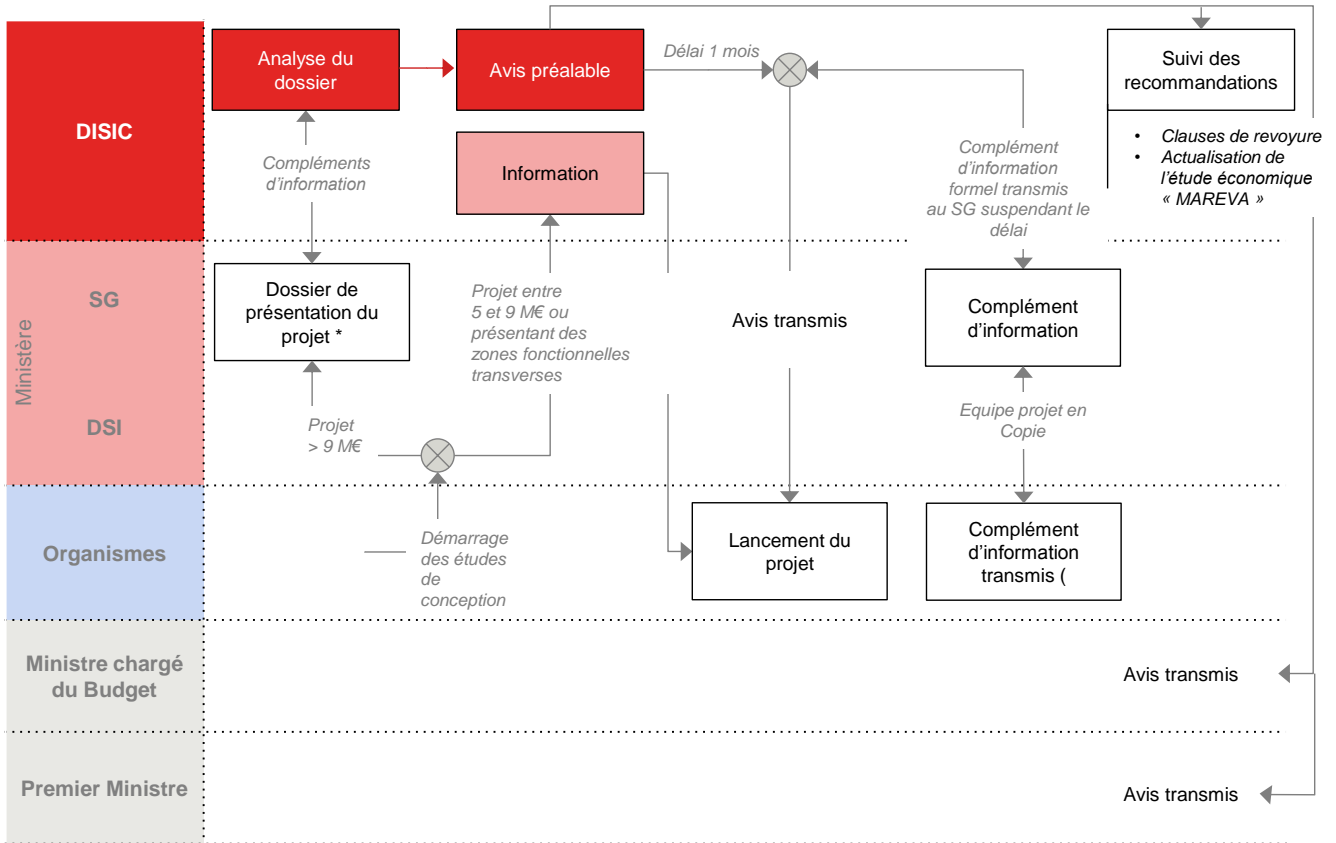 DISIC
Analyse du
dossier
Avis préalable
Délai 1 mois
Suivi des
recommandations
• Clauses de revoyure
• Actualisation de
l’étude économique
« MAREVA »
Compléments
d’information
Information
Complément
d’information
formel transmis
au SG suspendant le
délai
Ministère
SG
DSI
Dossier de
présentation du
projet *
Projet entre
5 et 9 M€ ou
présentant des
zones fonctionnelles
transverses
Avis transmis
Complément
d’information
Projet
> 9 M€
Equipe projet en
Copie
Organismes
Démarrage
des études
de
conception
Lancement du
projet
Complément
d’information
transmis (
Ministre chargé
du Budget
Avis transmis
Premier Ministre
Avis transmis